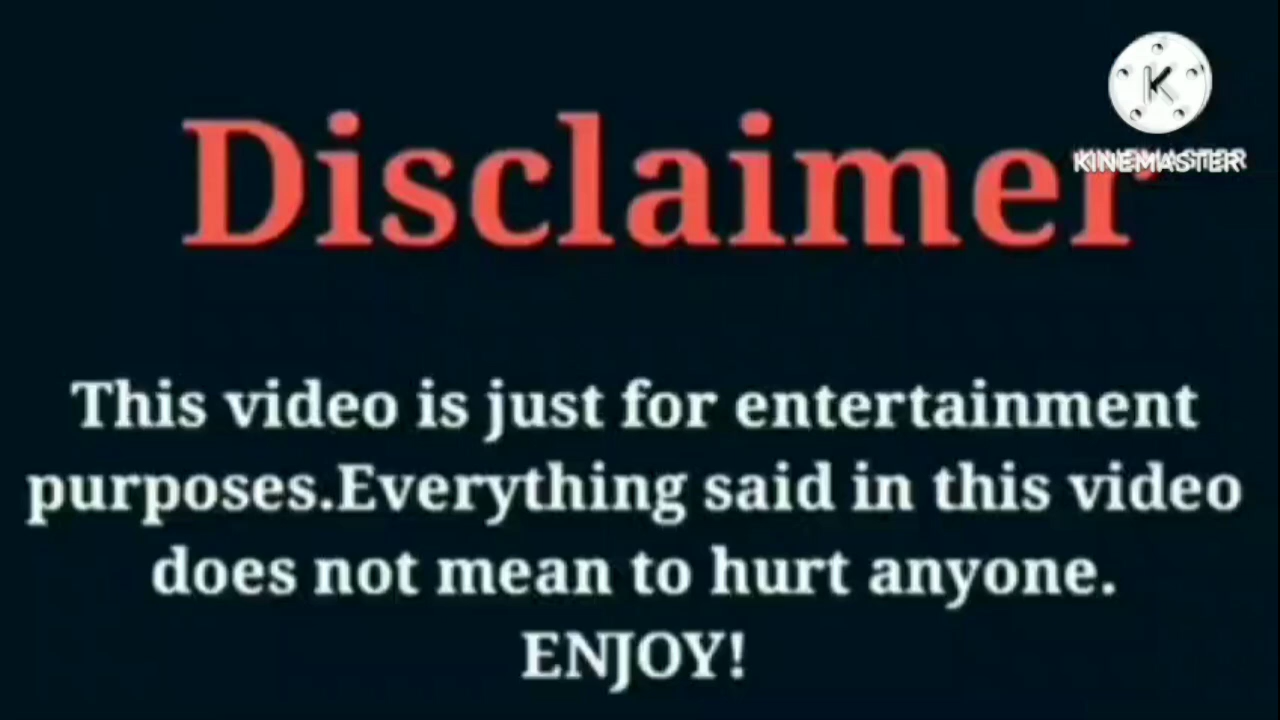 K
KINEMASTER
Disclaimer
This video is just for entertainment
purposes.Everything said in this video
does not mean to hurt anyone.
ENJOY!